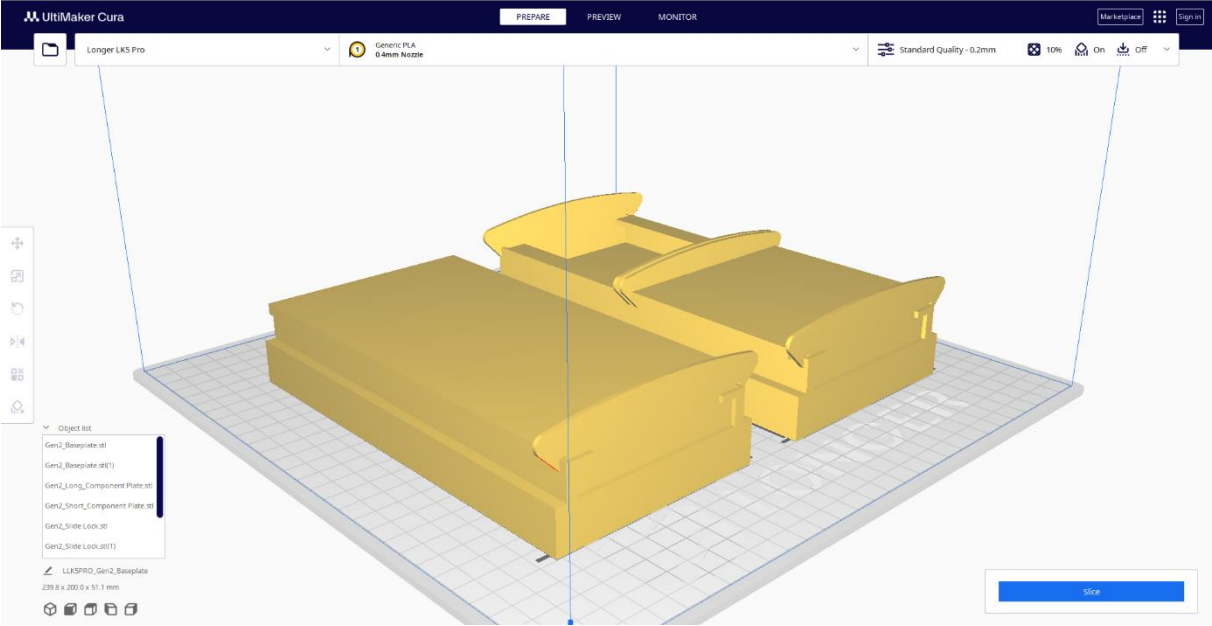 UltiMaker Cura
PREPARE
PREVIEW
MONITOR
Marketplace
Sign in
Longer LK5 Pro
1
Generic PLA
0.4mm Nozzle
Standard Quality - 0.2mm
10%
On
Off
Object list
Gen2_Baseplate.stl
Gen2_Baseplate.stl(1)
Gen2_Long_Component Plate.stl
Gen2_Short_Component Plate.stl
Gen2_Slide Lock.stl
Gen2_Slide Lock.stl(1)
LLK5PRO_Gen2_Baseplate
239.8 x 200.0 x 51.1 mm
Slice